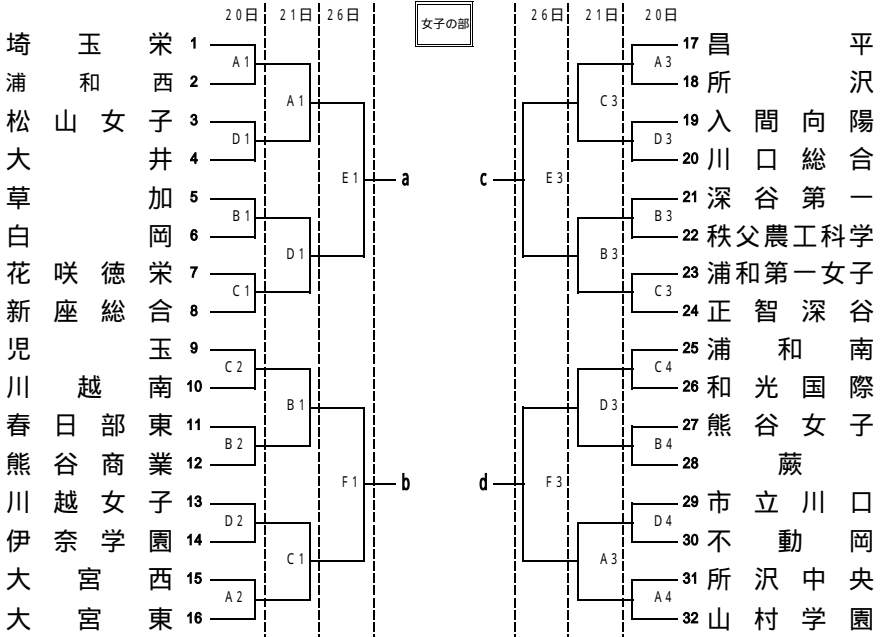 20日 21日 26日 女子の部 26日 21日 20日
埼玉栄 1
A1
浦和西 2
A1
松山女子 3
D1
大井 4
E1 a
草加 5
B1
白岡 6
D1
花咲徳栄 7
C1
新座総合 8
児玉 9
C2
川越南 10
B1
春日部東 11
B2
熊谷商業 12
F1 b
川越女子 13
D2
伊奈学園 14
C1
大宮西 15
A2
大宮東 16
17 昌平
A3
18 所沢
C3
19 入間向陽
D3
20 川口総合
c E3
21 深谷第一
B3
22 秩父農工科学
B3
23 浦和第一女子
C3
24 正智深谷
25 浦和南
C4
26 和光国際
D3
27 熊谷女子
B4
28 蕨
d F3
29 市立川口
D4
30 不動岡
A3
31 所沢中央
A4
32 山村学園